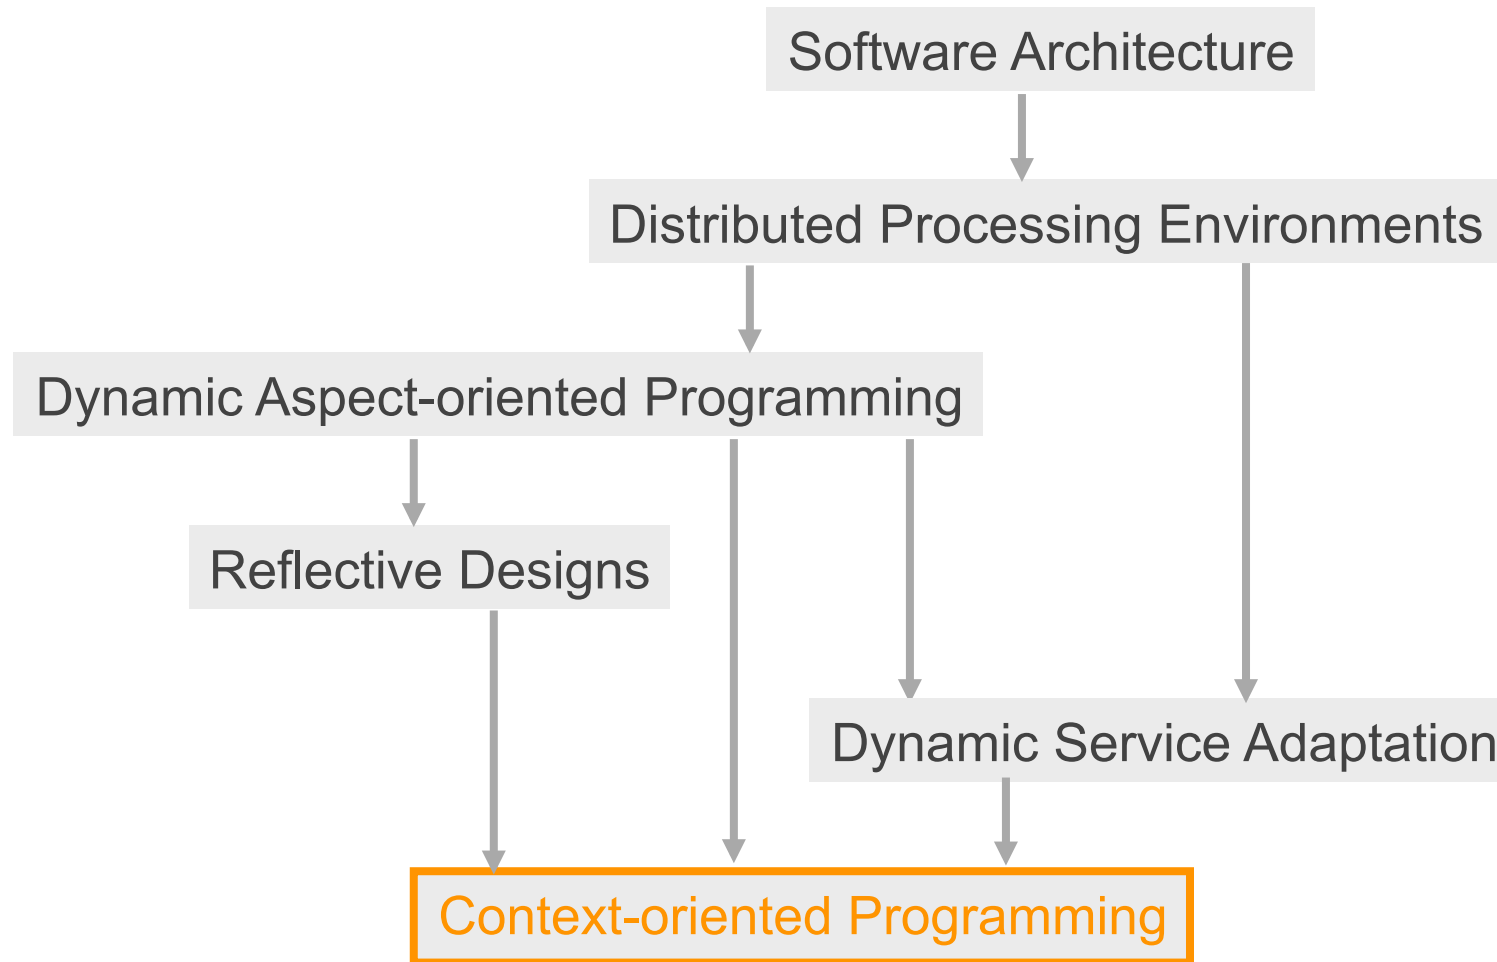 Software Architecture
Distributed Processing Environments
Dynamic Aspect-oriented Programming
Reflective Designs
Dynamic Service Adaptation
Context-oriented Programming